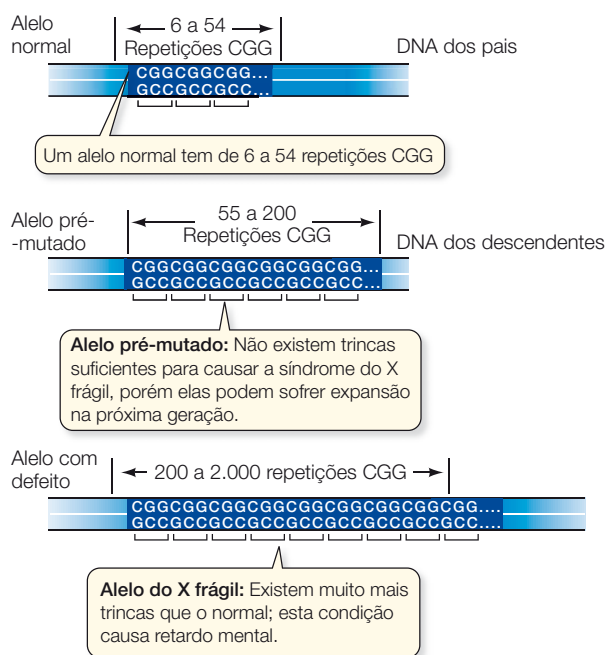 Alelo
normal
6 a 54
Repetições CGG
DNA dos pais
CGGCGGCGG...
GCCGCCGCC...
Um alelo normal tem de 6 a 54 repetições CGG
Alelo pré-
-mutado
55 a 200
Repetições CGG
DNA dos descendentes
CGGCGGCGGCGGCGGCGG...
GCCGCCGCCGCCGCCGCC...
Alelo pré-mutado: Não existem trincas
suficientes para causar a síndrome do X
frágil, porém elas podem sofrer expansão
na próxima geração.
Alelo com
defeito
200 a 2.000 repetições CGG
CGGCGGCGGCGGCGGCGGCGGCGGCGG....
GCCGCCGCCGCCGCCGCCGCCGCCGCC....
Alelo do X frágil: Existem muito mais
trincas que o normal; esta condição
causa retardo mental.